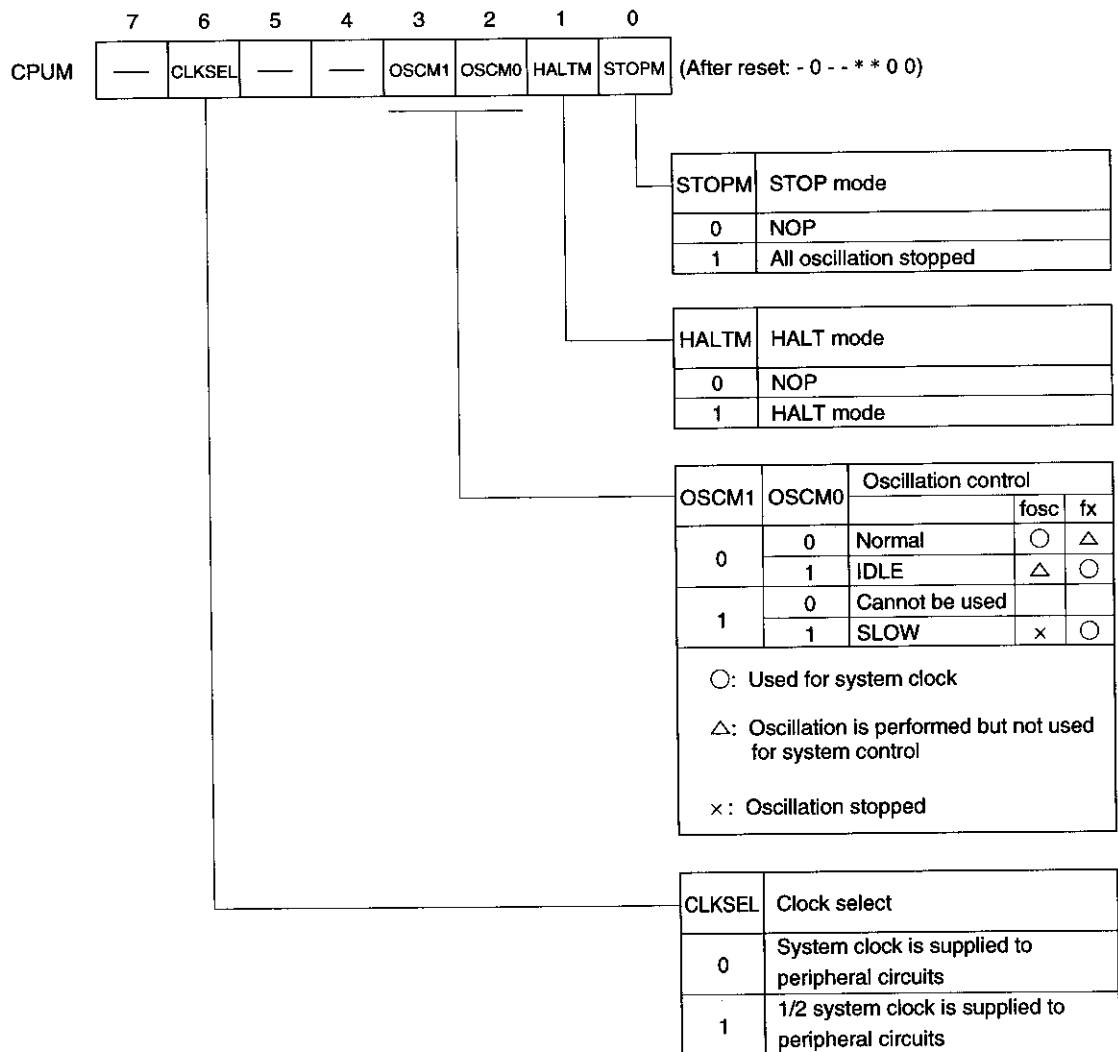 7 6 5 4 3 2 1 0
CPUM — CLKSEL — — OSCM1 OSCM0 HALTM STOPM (After reset: - 0 - - * * 0 0)
STOPM STOP mode
0 NOP
1 All oscillation stopped
HALTM HALT mode
0 NOP
1 HALT mode
OSCM1 OSCM0 Oscillation control
fosc fx
0 0 Normal ○ △
1 IDLE △ ○
1 0 Cannot be used
1 SLOW × ○
○: Used for system clock
△: Oscillation is performed but not used
for system control
×: Oscillation stopped
CLKSEL Clock select
0 System clock is supplied to
peripheral circuits
1 1/2 system clock is supplied to
peripheral circuits